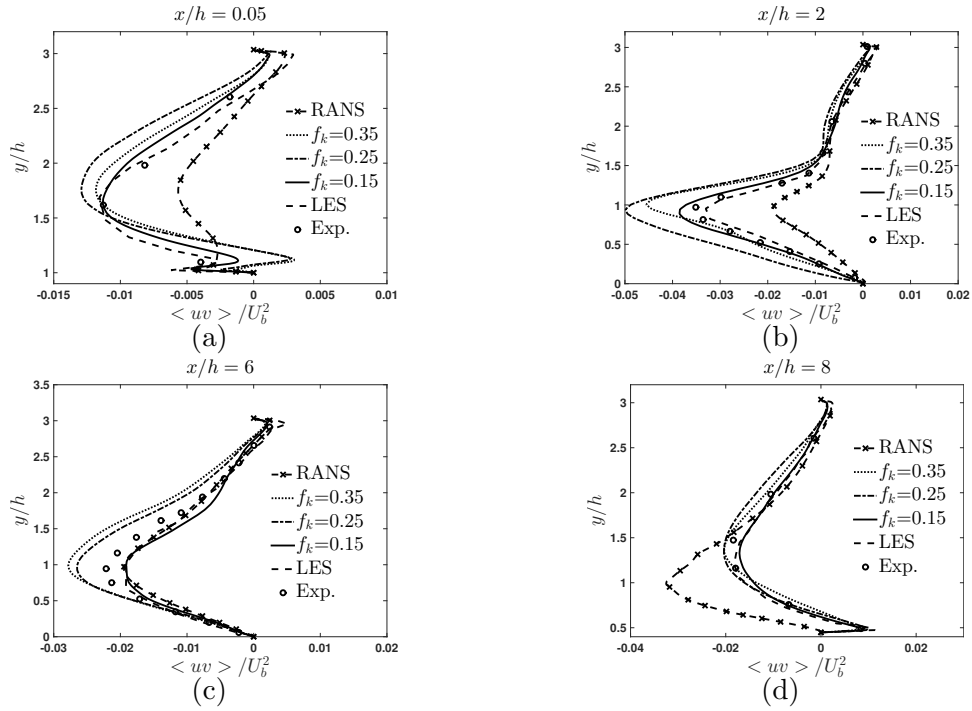 x/h = 0.05
3
2.5
2
1.5
1
y/h
-0.015
-0.01
-0.005
0
0.005
0.01
< uv > /U_b^2
RANS
f_k=0.35
f_k=0.25
f_k=0.15
LES
Exp.
(a)
x/h = 2
3
2.5
2
1.5
1
0.5
0
y/h
-0.05
-0.04
-0.03
-0.02
-0.01
0
0.01
0.02
< uv > /U_b^2
RANS
f_k=0.35
f_k=0.25
f_k=0.15
LES
Exp.
(b)
x/h = 6
3.5
3
2.5
2
1.5
1
0.5
0
y/h
-0.03
-0.02
-0.01
0
0.01
0.02
< uv > /U_b^2
RANS
f_k=0.35
f_k=0.25
f_k=0.15
LES
Exp.
(c)
x/h = 8
3
2.5
2
1.5
1
0.5
y/h
-0.04
-0.02
0
0.02
< uv > /U_b^2
RANS
f_k=0.35
f_k=0.25
f_k=0.15
LES
Exp.
(d)